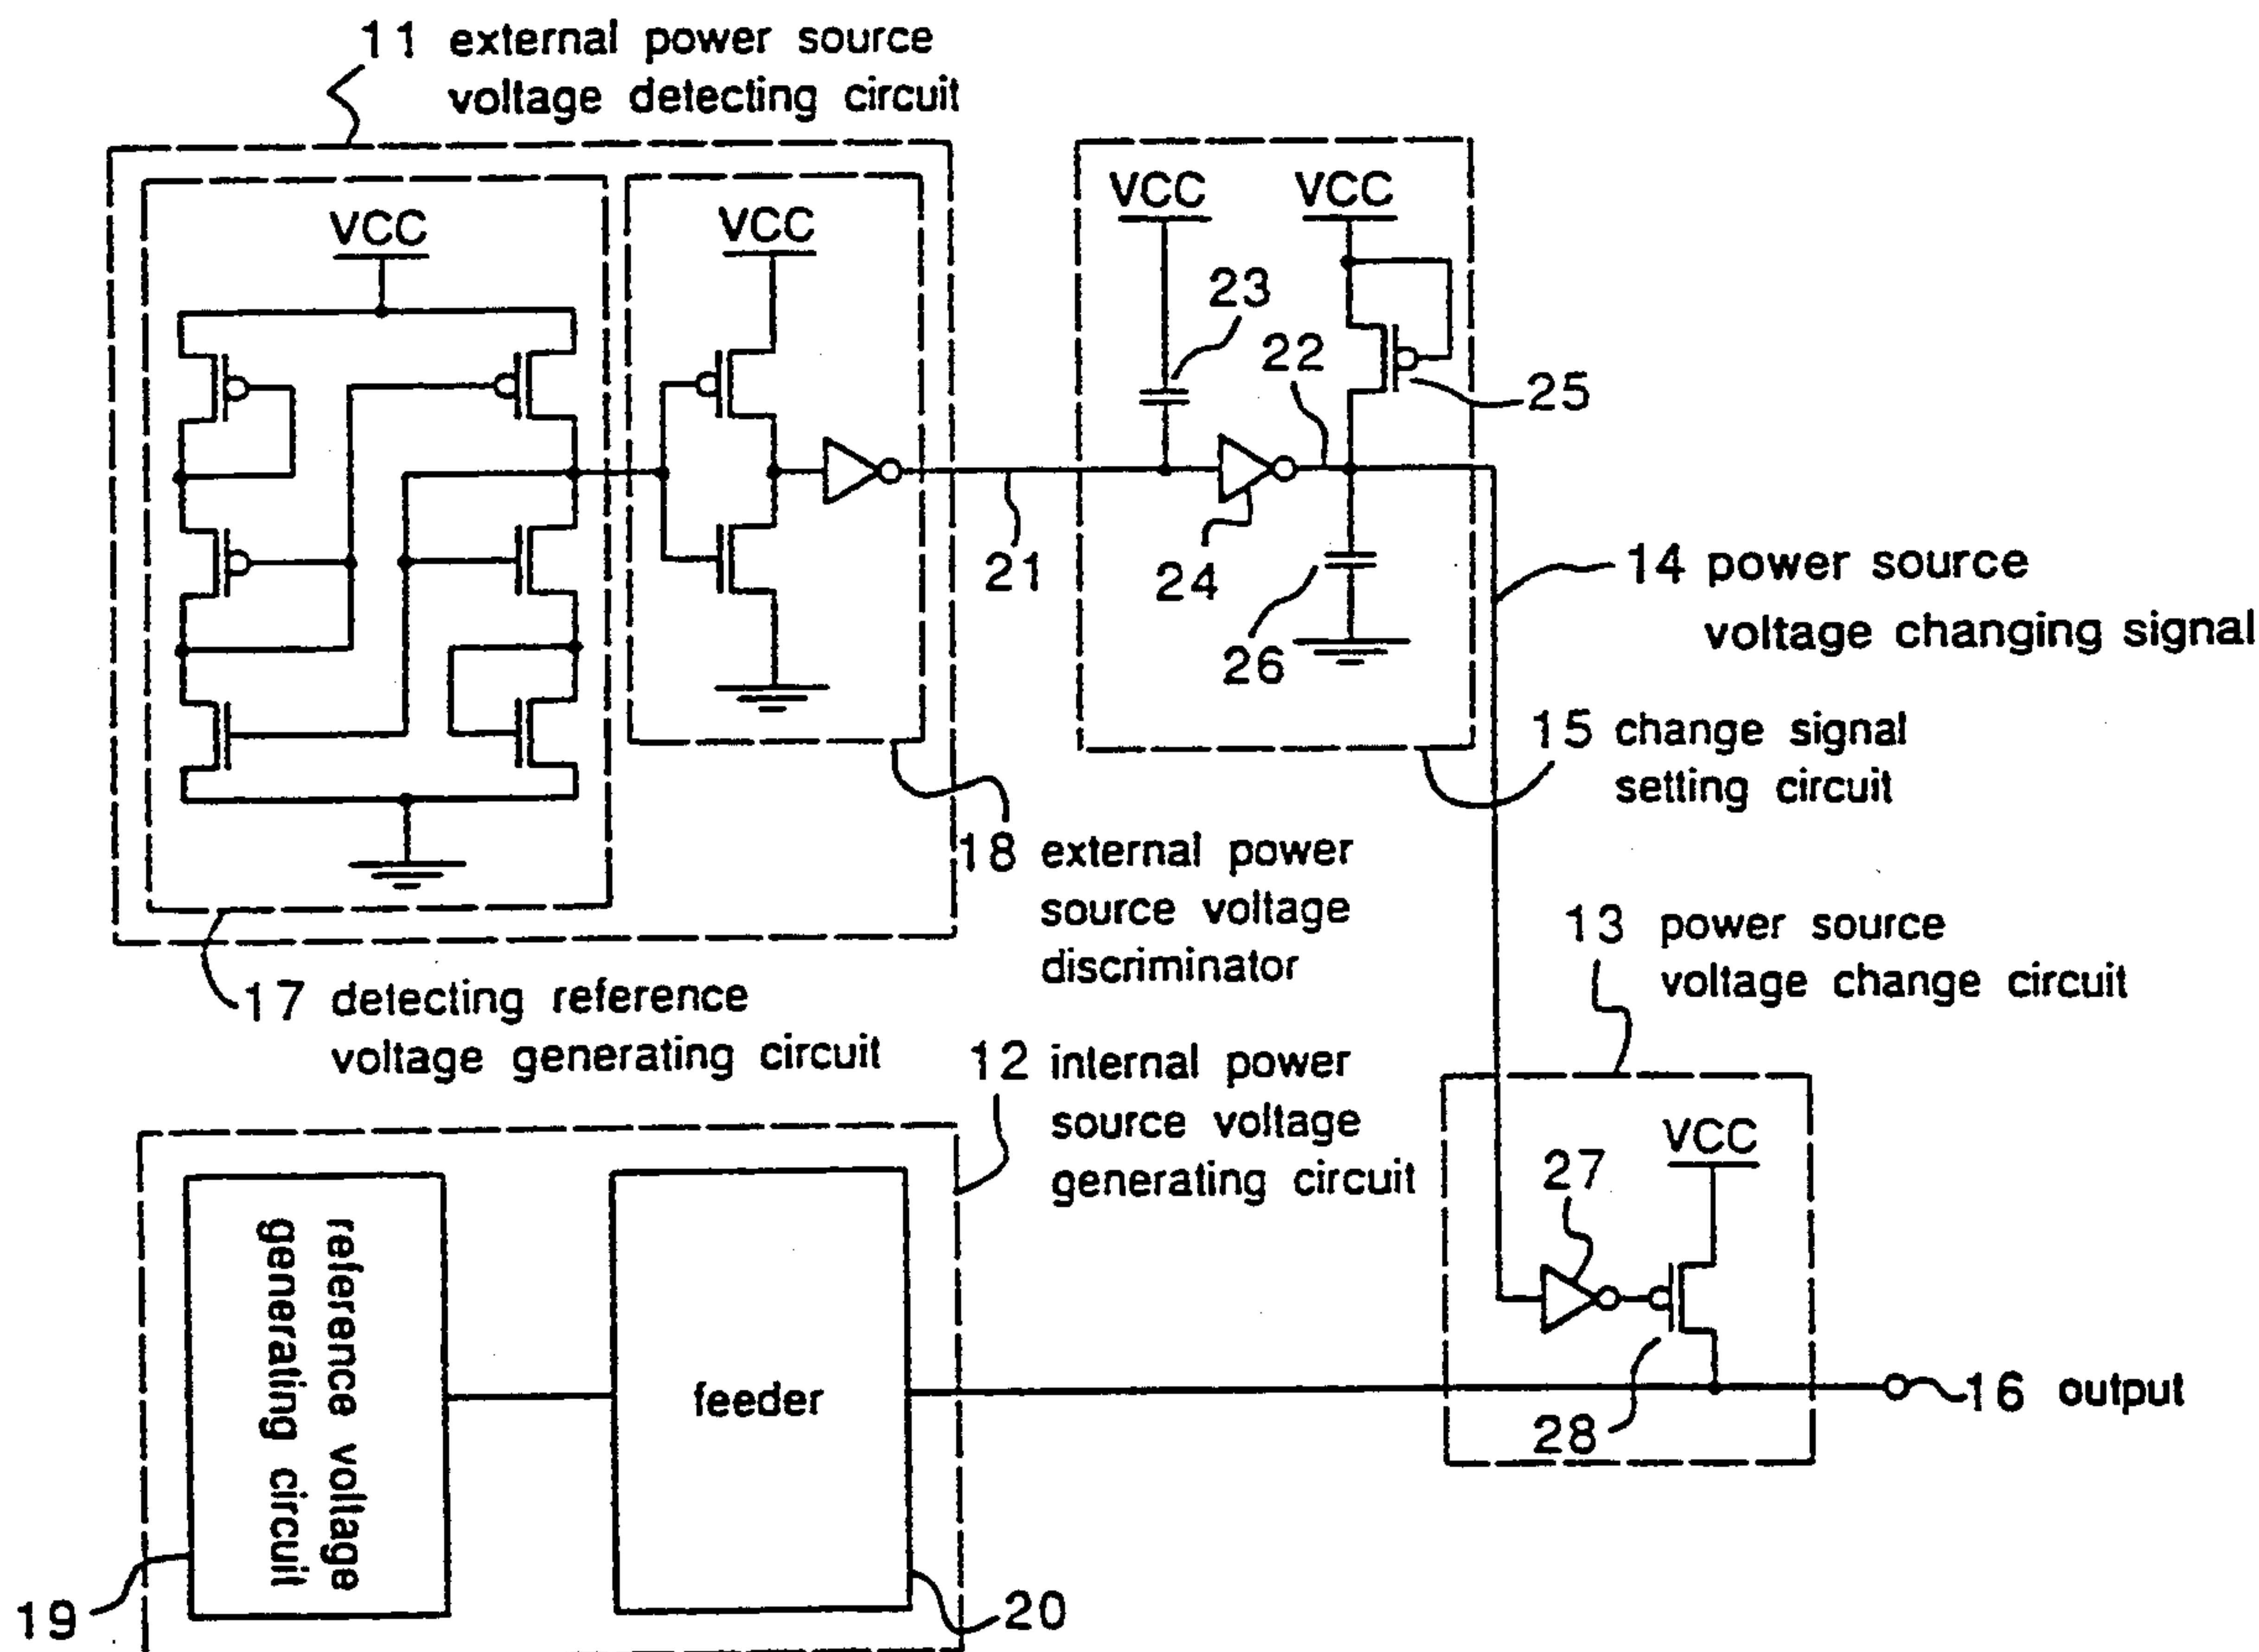 11 external power source
voltage detecting circuit
VCC
VCC
VCC
VCC
23
22
25
21
24
26
14 power source
voltage changing signal
15 change signal
setting circuit
18 external power
source voltage
discriminator
17 detecting reference
voltage generating circuit
13 power source
voltage change circuit
12 internal power
source voltage
generating circuit
VCC
27
28
reference voltage
generating circuit
feeder
16 output
19
20